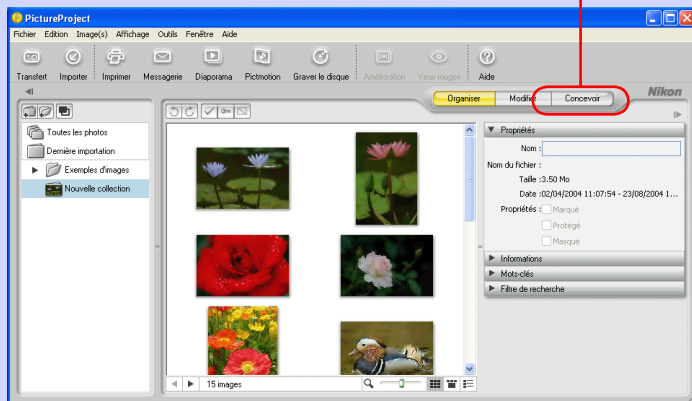 PictureProject
Fichier Edition Image(s) Affichage Outils Fenêtre Aide
Transfert Importer Imprimer Messagerie Diaporama Pictmotion Graver le disque Amélioration Yeux rouges Aide
Organiser Modifier Concevoir Nikon
Toutes les photos
Dernière importation
Exemples d'images
Nouvelle collection
Propriétés
Nom :
Nom du fichier :
Taille :3.50 Mo
Date :02/04/2004 11:07:54 - 23/08/2004 1...
Propriétés : Marqué
Protégé
Masqué
Informations
Mots-clés
Filtre de recherche
15 images